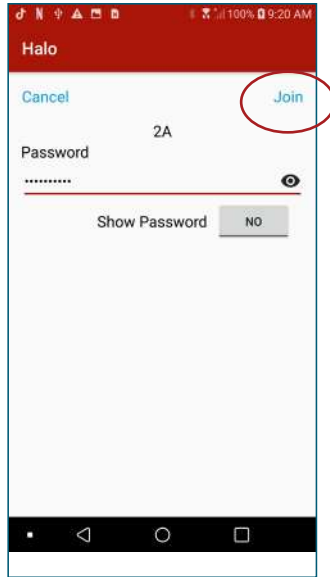 100% 9:20 AM
Halo
Cancel Join
2A
Password
••••••••••
Show Password NO